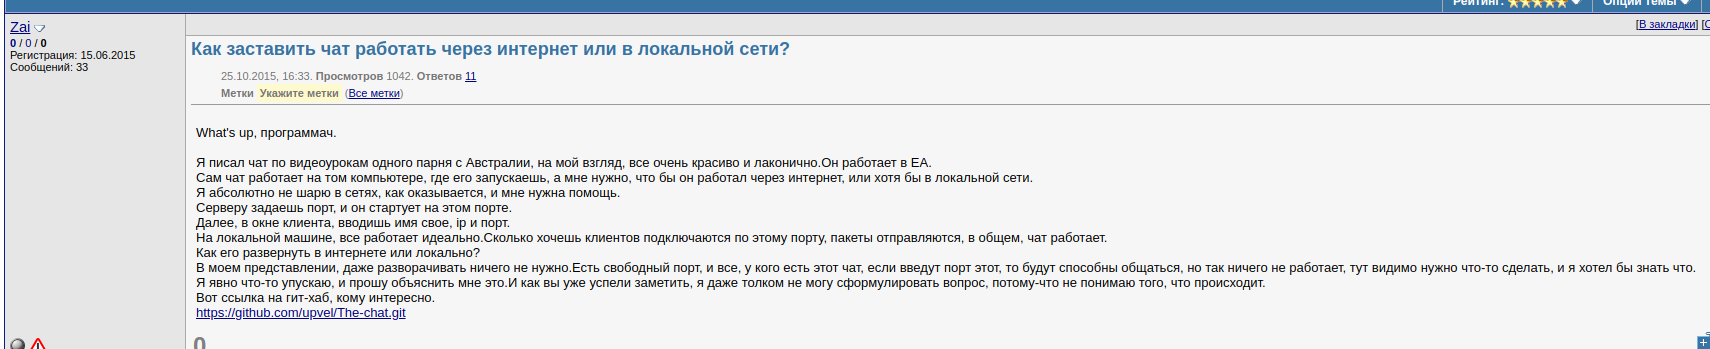 Рейтинг:
Опции темы
Zai
0 / 0 / 0
Регистрация: 15.06.2015
Сообщений: 33
[В закладки]
Как заставить чат работать через интернет или в локальной сети?
25.10.2015, 16:33. Просмотров 1042. Ответов 11
Метки Укажите метки (Все метки)
What's up, программач.
Я писал чат по видеоурокам одного парня с Австралии, на мой взгляд, все очень красиво и лаконично.Он работает в ЕА.
Сам чат работает на том компьютере, где его запускаешь, а мне нужно, что бы он работал через интернет, или хотя бы в локальной сети.
Я абсолютно не шарю в сетях, как оказывается, и мне нужна помощь.
Серверу задаешь порт, и он стартует на этом порте.
Далее, в окне клиента, вводишь имя свое, ip и порт.
На локальной машине, все работает идеально.Сколько хочешь клиентов подключаются по этому порту, пакеты отправляются, в общем, чат работает.
Как его развернуть в интернете или локально?
В моем представлении, даже разворачивать ничего не нужно.Есть свободный порт, и все, у кого есть этот чат, если введут порт этот, то будут способны общаться, но так ничего не работает, тут видимо нужно что-то сделать, и я хотел бы знать что.
Я явно что-то упускаю, и прошу объяснить мне это.И как вы уже успели заметить, я даже толком не могу сформулировать вопрос, потому-что не понимаю того, что происходит.
Вот ссылка на гит-хаб, кому интересно.
https://github.com/upvel/The-chat.git
0